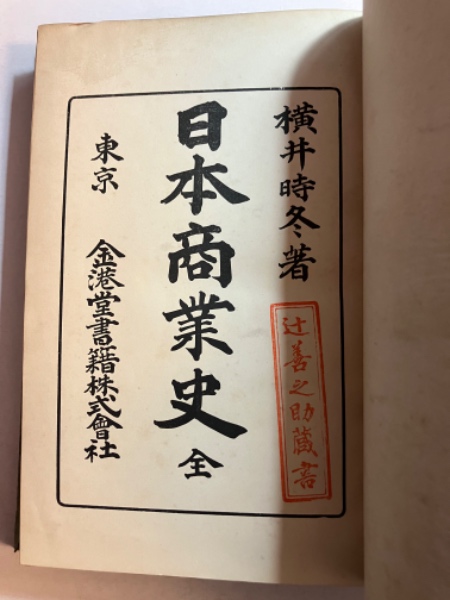 横井時冬著
辻善之助蔵書
日本商業史 全
東京 金港堂書籍株式會社